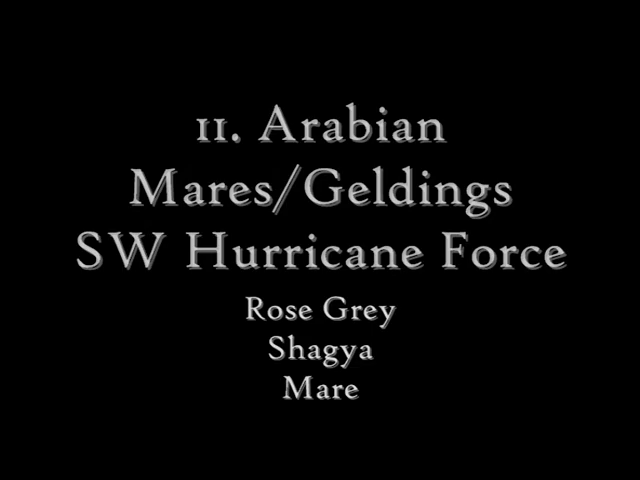 11. Arabian
Mares/Geldings
SW Hurricane Force
Rose Grey
Shagya
Mare